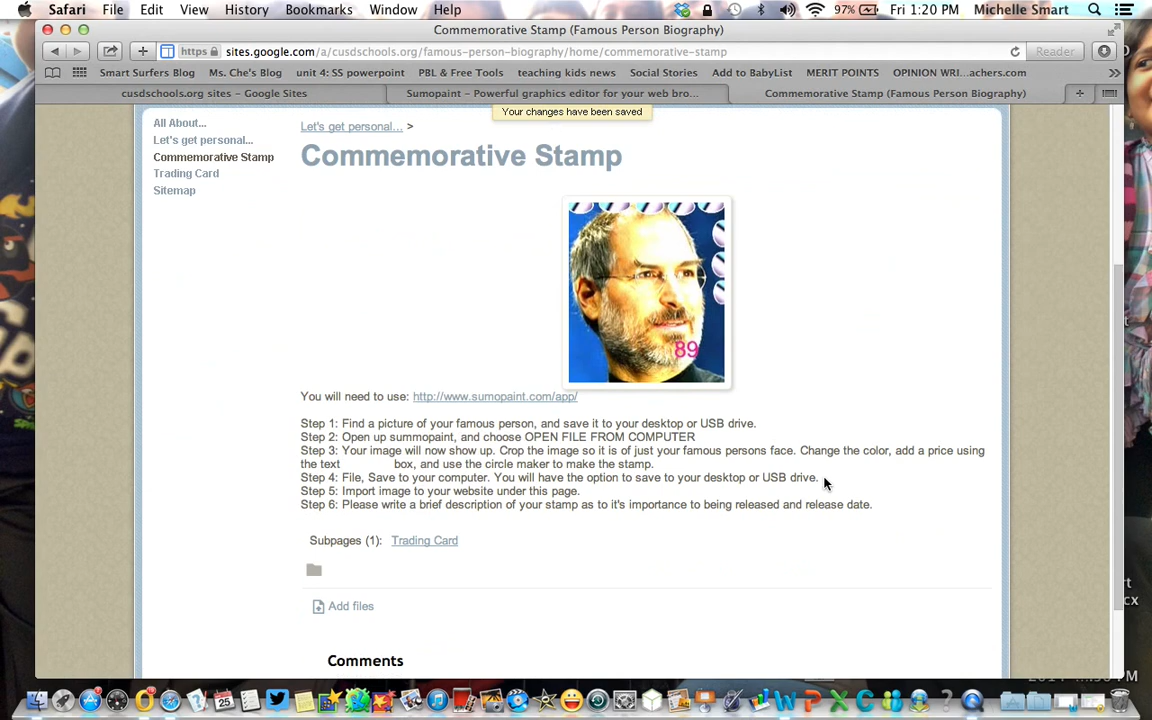 Safari File Edit View History Bookmarks Window Help 97% Fri 1:20 PM Michelle Smart
Commemorative Stamp (Famous Person Biography)
https sites.google.com/a/cusdschools.org/famous-person-biography/home/commemorative-stamp Reader
Smart Surfers Blog Ms. Che's Blog unit 4: SS powerpoint PBL & Free Tools teaching kids news Social Stories Add to BabyList MERIT POINTS OPINION WRI...achers.com
cusdschools.org sites - Google Sites Sumopaint - Powerful graphics editor for your web bro... Commemorative Stamp (Famous Person Biography)
Your changes have been saved
All About...
Let's get personal...
Commemorative Stamp
Trading Card
Sitemap
Let's get personal... >
Commemorative Stamp
89
You will need to use: http://www.sumopaint.com/app/
Step 1: Find a picture of your famous person, and save it to your desktop or USB drive.
Step 2: Open up summopaint, and choose OPEN FILE FROM COMPUTER
Step 3: Your image will now show up. Crop the image so it is of just your famous persons face. Change the color, add a price using
the text box, and use the circle maker to make the stamp.
Step 4: File, Save to your computer. You will have the option to save to your desktop or USB drive.
Step 5: Import image to your website under this page.
Step 6: Please write a brief description of your stamp as to it's importance to being released and release date.
Subpages (1): Trading Card
Add files
Comments